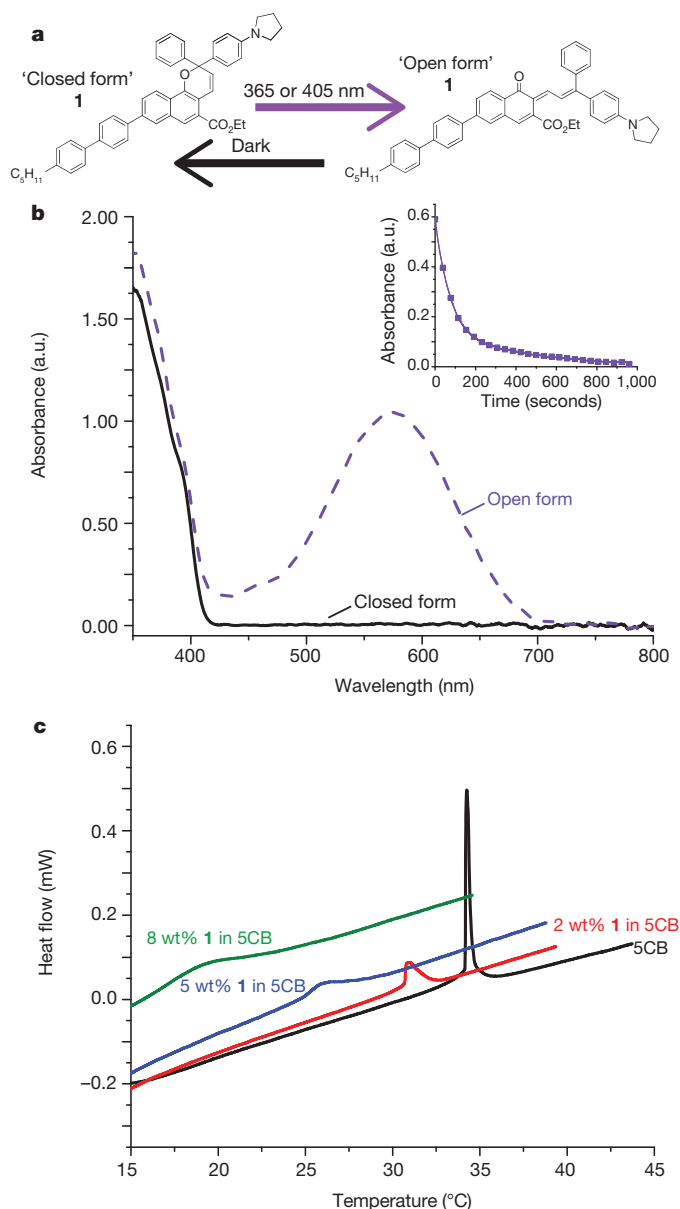 a
'Closed form'
1
O
N
CO₂Et
C₅H₁₁
365 or 405 nm
Dark
'Open form'
1
O
N
CO₂Et
C₅H₁₁
b
Absorbance (a.u.)
2.00
1.50
1.00
0.50
0.00
400
500
600
700
800
Wavelength (nm)
Open form
Closed form
Absorbance (a.u.)
0.6
0.4
0.2
0.0
0
200
400
600
800
1,000
Time (seconds)
c
Heat flow (mW)
0.6
0.4
0.2
0.0
−0.2
8 wt% 1 in 5CB
5 wt% 1 in 5CB
2 wt% 1 in 5CB
5CB
15
20
25
30
35
40
45
Temperature (°C)